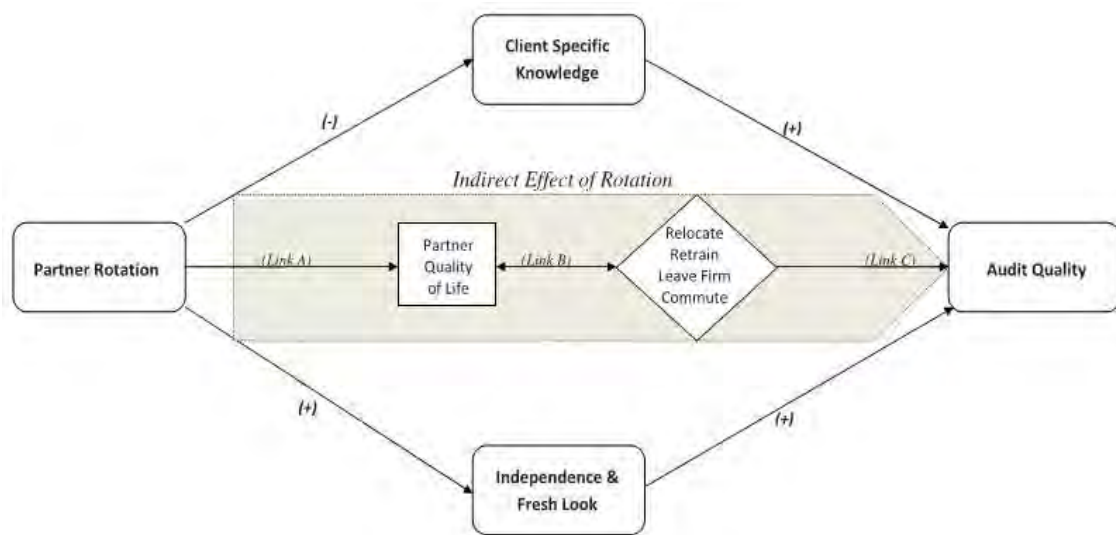 Client Specific
Knowledge
(-)
(+)
Indirect Effect of Rotation
Partner Rotation
(Link A)
Partner
Quality
of Life
(Link B)
Relocate
Retrain
Leave Firm
Commute
(Link C)
Audit Quality
(+)
(+)
Independence &
Fresh Look